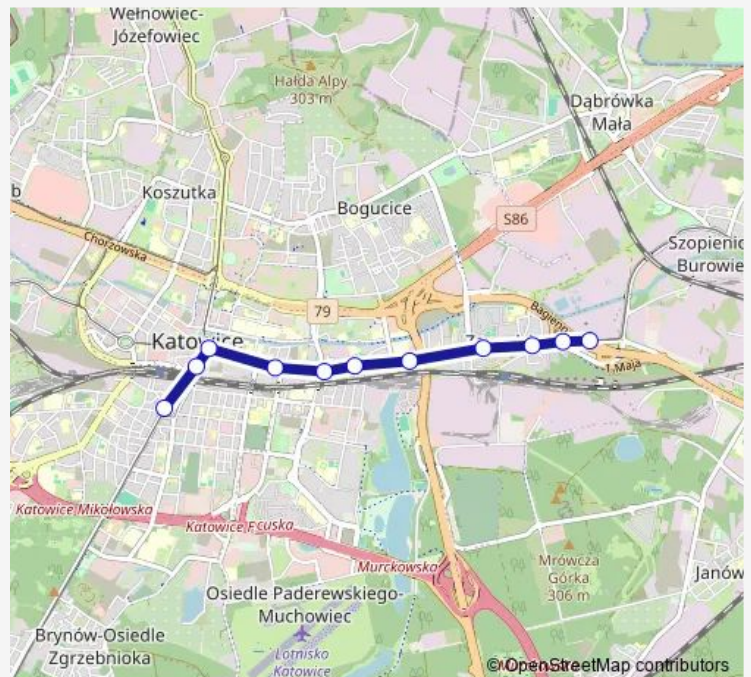 Wełnowiec-
Józefowiec
Hałda Alpy
303 m
Dąbrówka
Mała
b
Koszutka
Bogucice
S86
Chorzowska
Szopienic
Burowie
79
Bagienna
Katowice
Z
1 Maja
Katowice Mikołowska
Katowice Fcuska
Murckowska
Mrówcza
Górka
306 m
Janów
Osiedle Paderewskiego-
Muchowiec
Brynów-Osiedle
Zgrzebnioka
Lotnisko
Katowice
© OpenStreetMap contributors